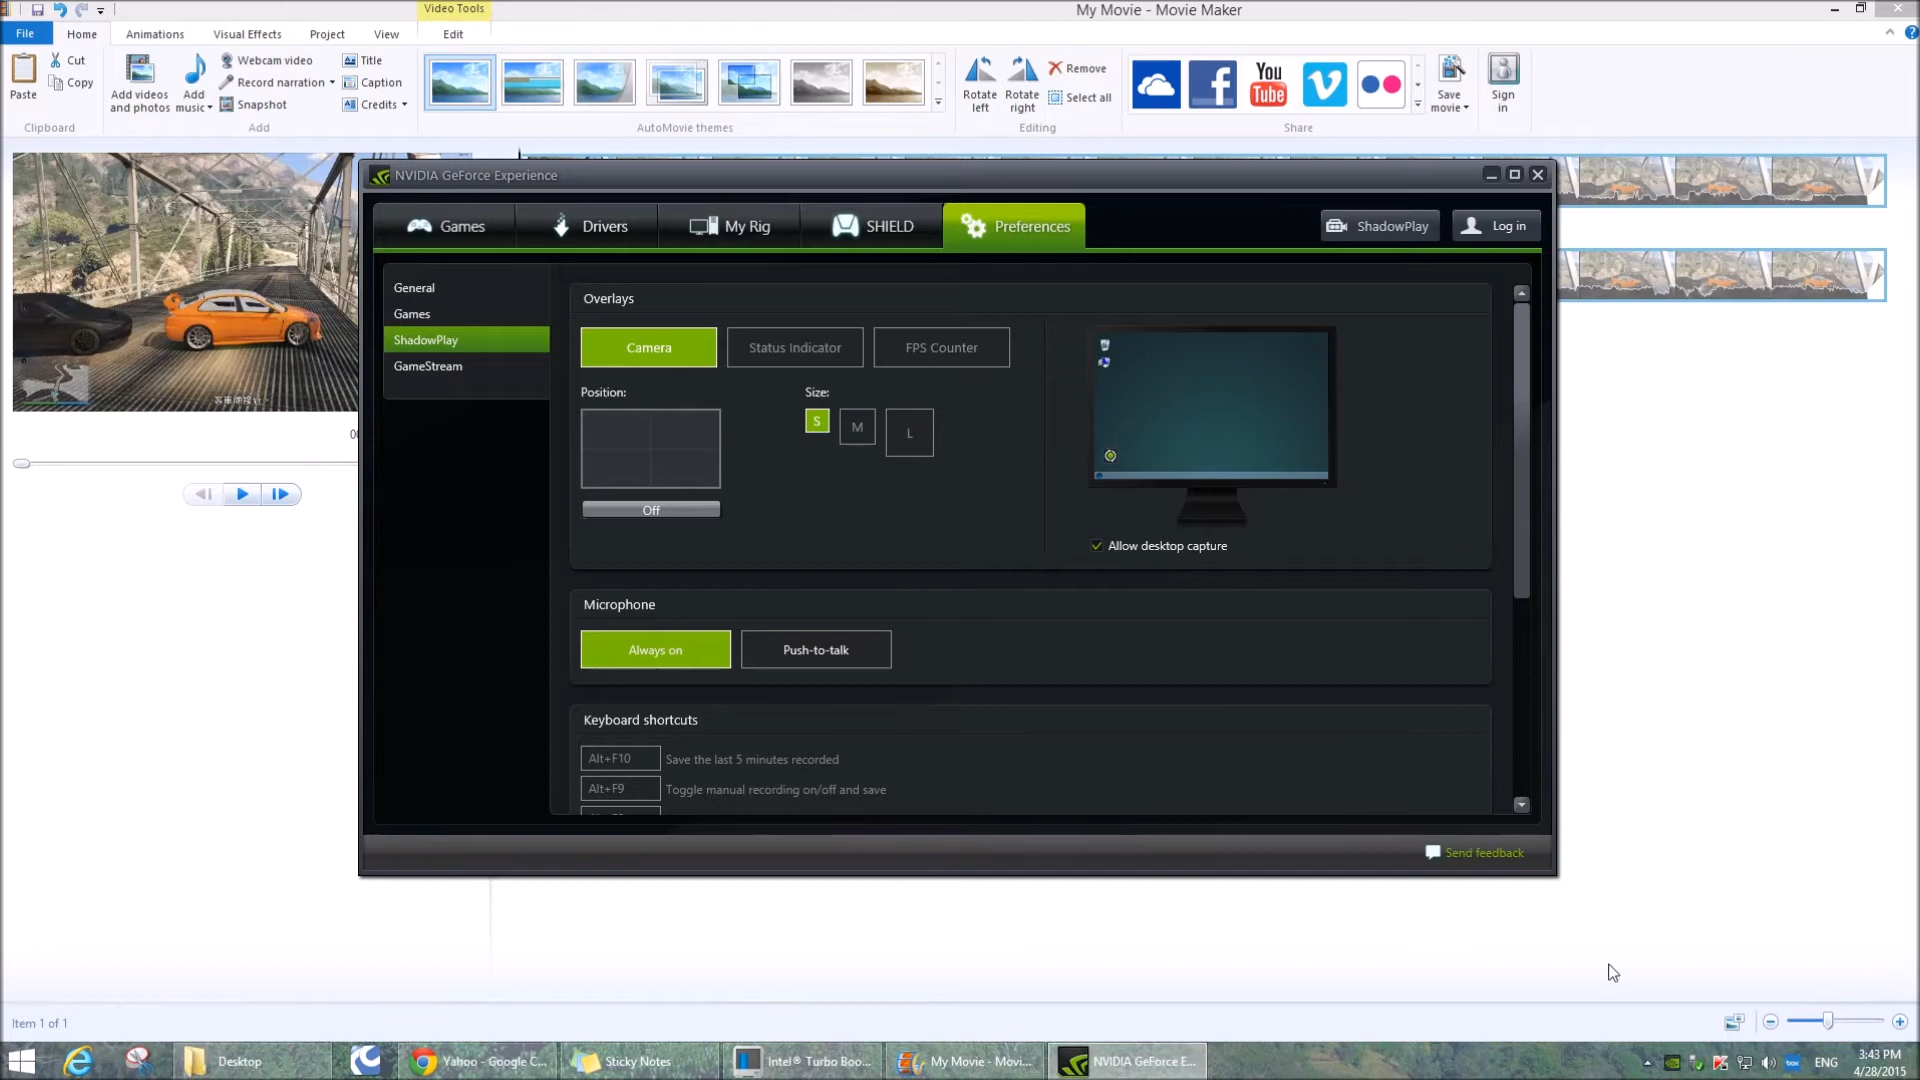 Video Tools
My Movie - Movie Maker
File
Home
Animations
Visual Effects
Project
View
Edit
Paste
Cut
Copy
Clipboard
Add videos
and photos
Add
music
Webcam video
Record narration
Snapshot
Title
Caption
Credits
Add
AutoMovie themes
Rotate
left
Rotate
right
Remove
Select all
Editing
You
Tube
Share
Save
movie
Sign
in
NVIDIA GeForce Experience
Games
Drivers
My Rig
SHIELD
Preferences
ShadowPlay
Log in
General
Games
ShadowPlay
GameStream
Overlays
Camera
Status Indicator
FPS Counter
Position:
Size:
S
M
L
Off
Allow desktop capture
Microphone
Always on
Push-to-talk
Keyboard shortcuts
Alt+F10
Save the last 5 minutes recorded
Alt+F9
Toggle manual recording on/off and save
Send feedback
Item 1 of 1
Desktop
Yahoo - Google C...
Sticky Notes
Intel® Turbo Boo...
My Movie - Movi...
NVIDIA GeForce E...
box
ENG
3:43 PM
4/28/2015